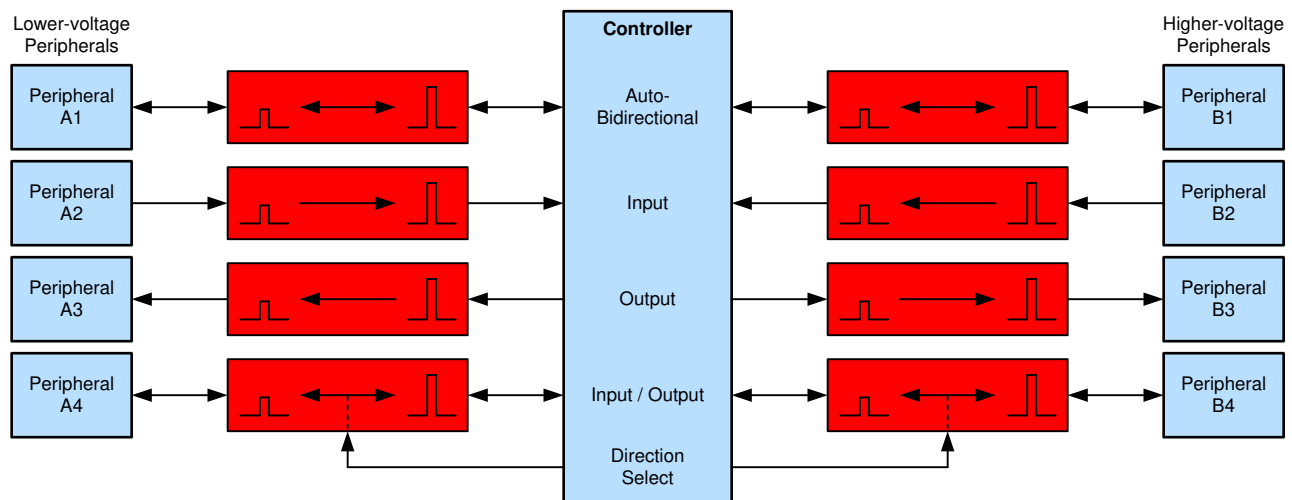 Lower-voltage
Peripherals
Controller
Higher-voltage
Peripherals
Peripheral
A1
Auto-
Bidirectional
Peripheral
B1
Peripheral
A2
Input
Peripheral
B2
Peripheral
A3
Output
Peripheral
B3
Peripheral
A4
Input / Output
Peripheral
B4
Direction
Select